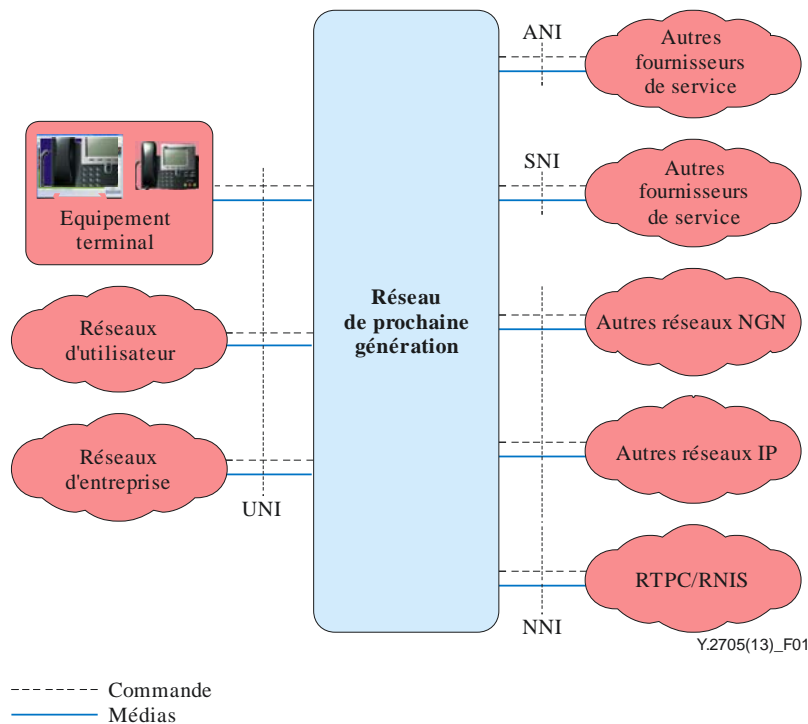 ANI
Autres
fournisseurs
de service
SNI
Autres
fournisseurs
de service
Equipement
terminal
Réseau
de prochaine
génération
Réseaux
d'utilisateur
Autres réseaux NGN
Réseaux
d'entreprise
Autres réseaux IP
UNI
RTPC/RNIS
NNI
Y.2705(13)_F01
Commande
Médias